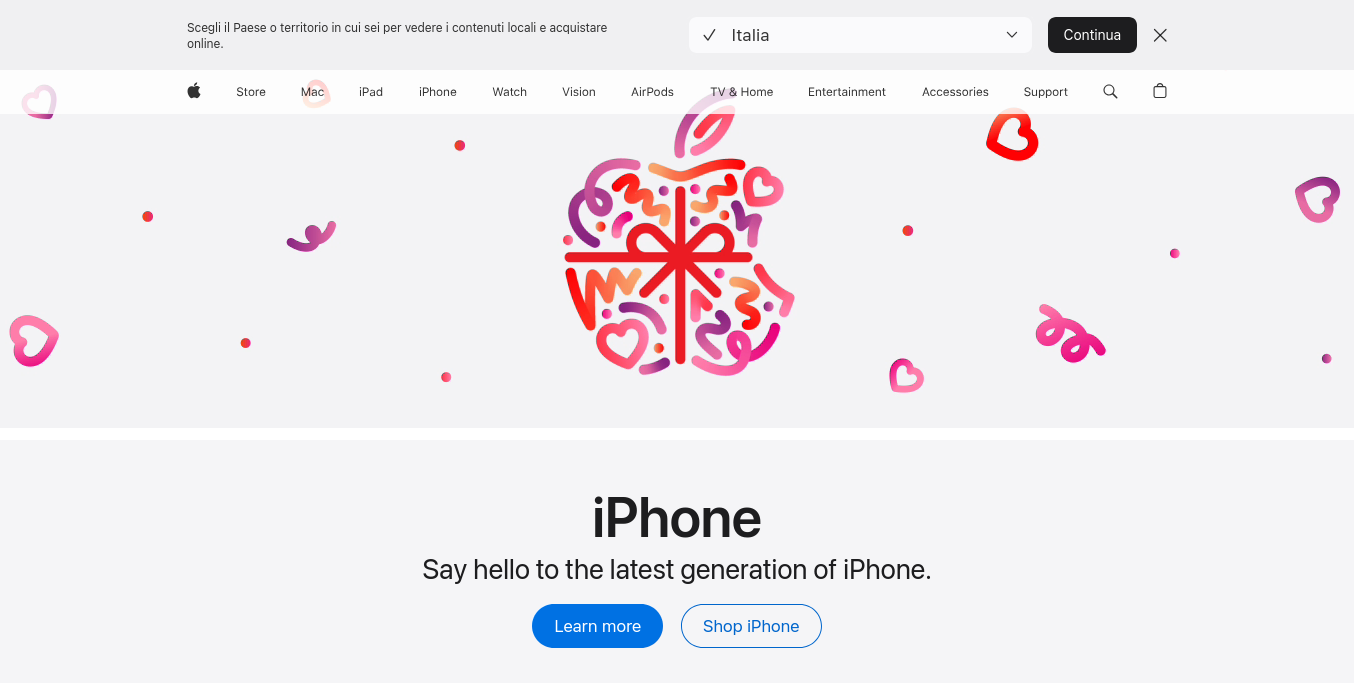 Scegli il Paese o territorio in cui sei per vedere i contenuti locali e acquistare
online.
Italia
Continua
Store Mac iPad iPhone Watch Vision AirPods TV & Home Entertainment Accessories Support
iPhone
Say hello to the latest generation of iPhone.
Learn more Shop iPhone